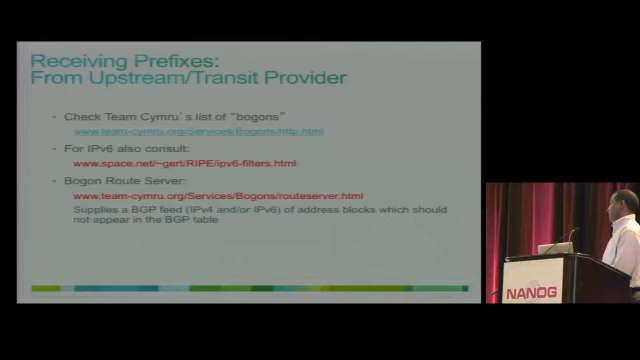 Receiving Prefixes:
From Upstream/Transit Provider
· Check Team Cymru's list of "bogons"
www.team-cymru.org/Services/Bogons/http.html
· For IPv6 also consult:
www.space.net/~gert/RIPE/ipv6-filters.html
· Bogon Route Server:
www.team-cymru.org/Services/Bogons/routeserver.html
Supplies a BGP feed (IPv4 and/or IPv6) of address blocks which should
not appear in the BGP table
NANOG